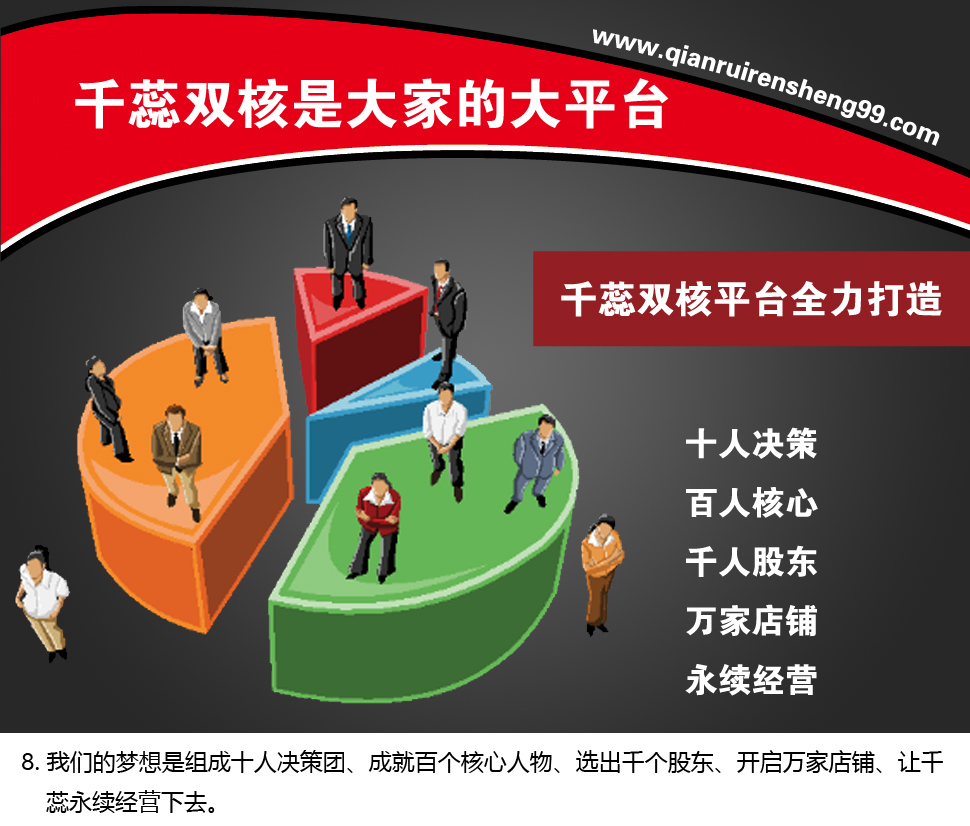 www.qianruirensheng99.com
千蕊双核是大家的大平台
千蕊双核平台全力打造
十人决策
百人核心
千人股东
万家店铺
永续经营
8. 我们的梦想是组成十人决策团、成就百个核心人物、选出千个股东、开启万家店铺、让千
蕊永续经营下去。